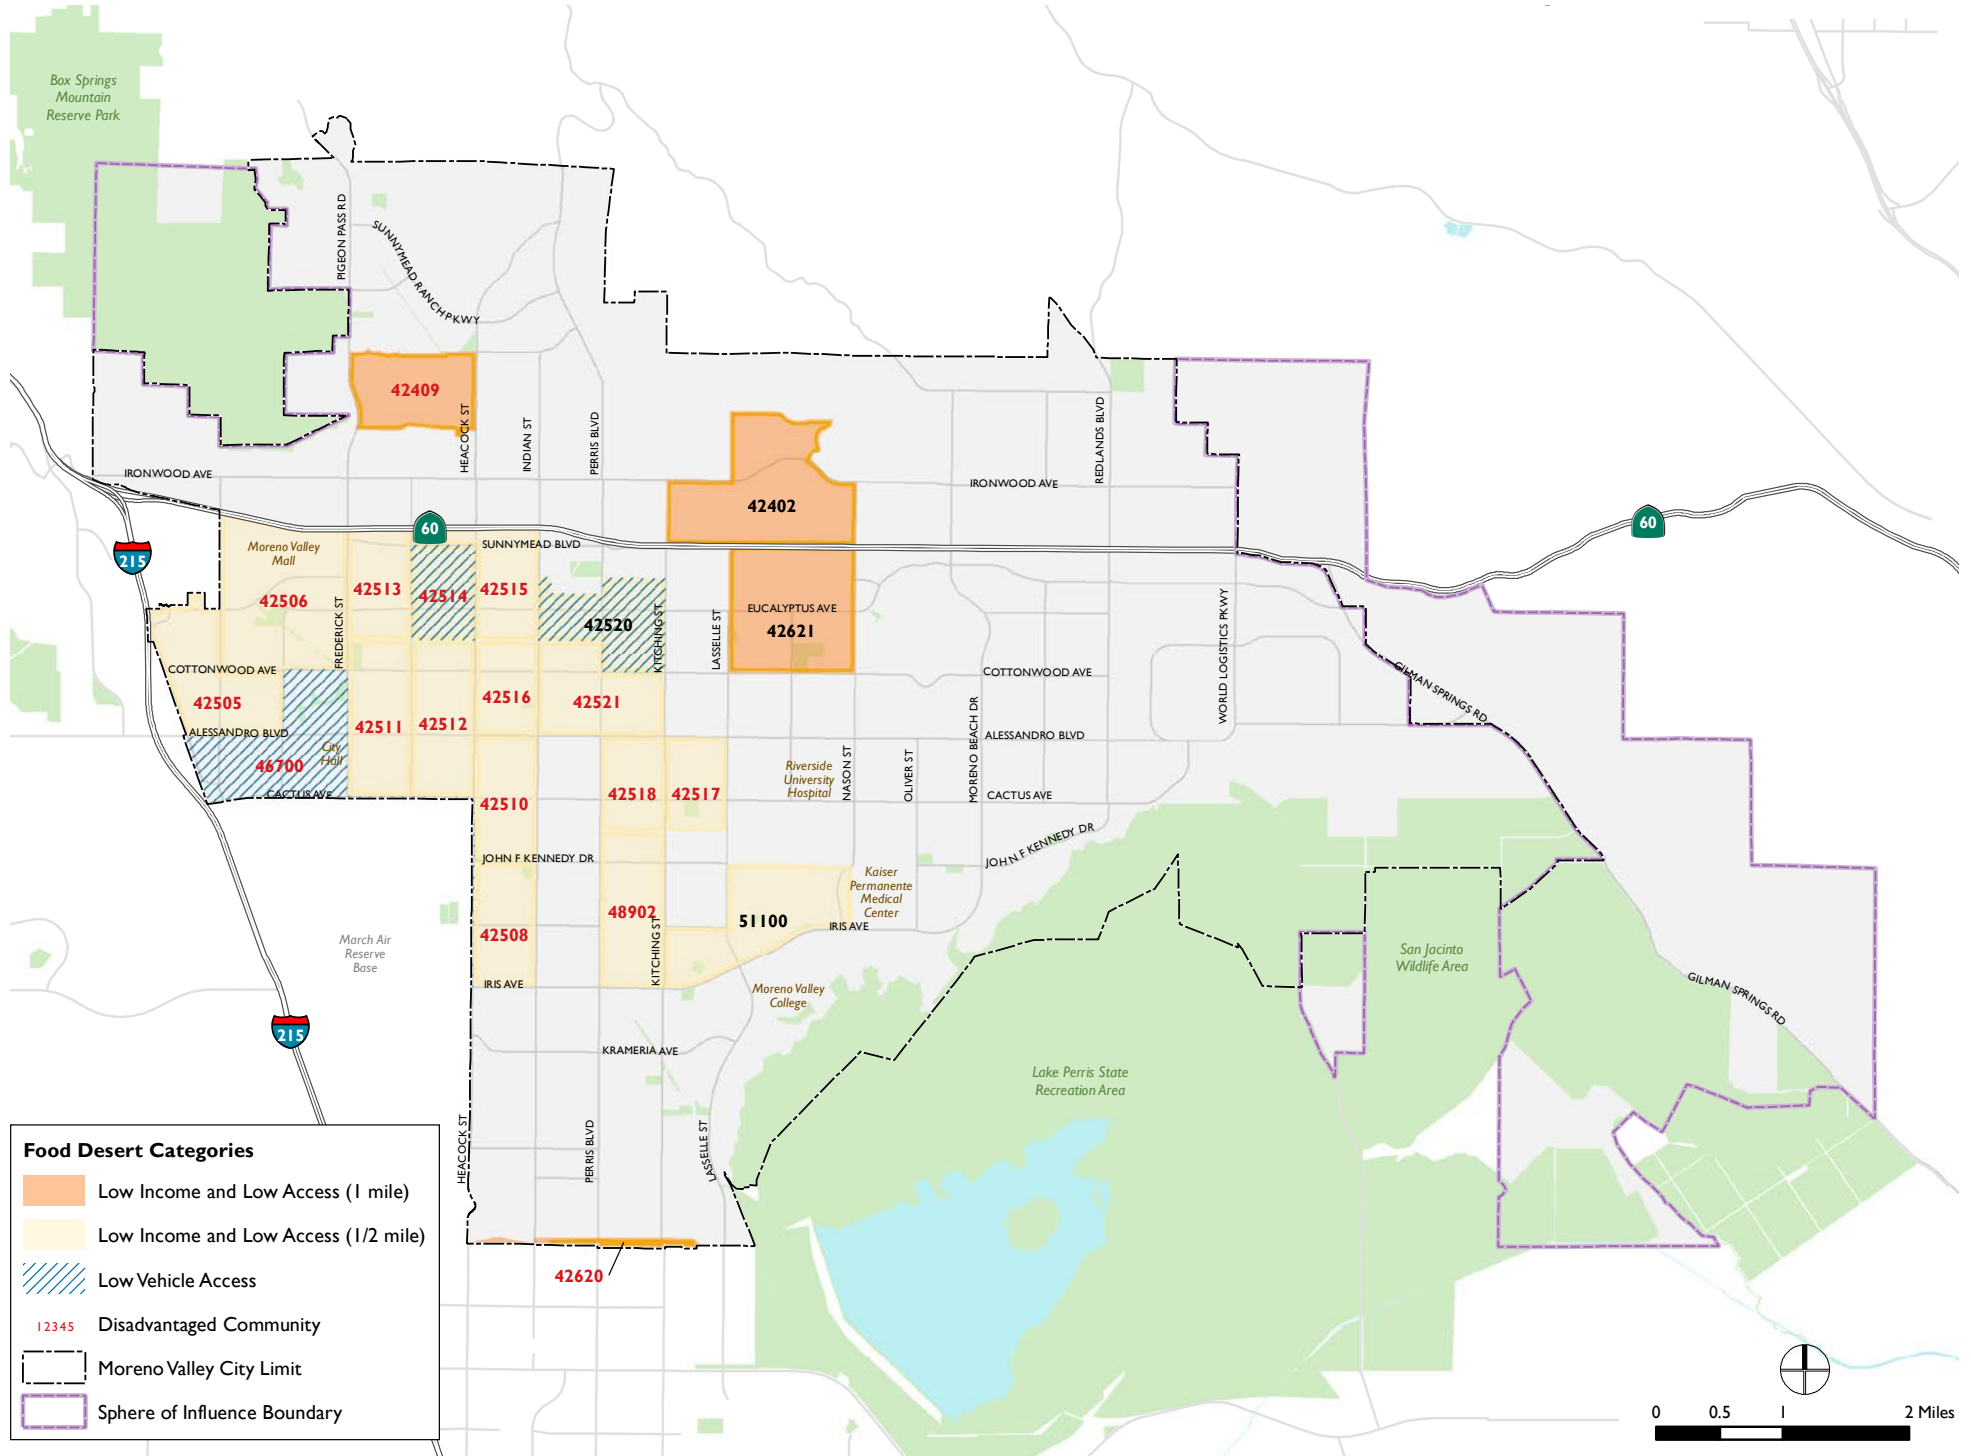 Box Springs
Mountain
Reserve Park
PIGEON PASS RD
SUNNYMEAD RANCH PKWY
42409
HEACOCK ST
INDIAN ST
PERRIS BLVD
REDLANDS BLVD
IRONWOOD AVE
IRONWOOD AVE
42402
60
60
215
Moreno Valley
Mall
SUNNYMEAD BLVD
42513
42514
42515
42506
FREDERICK ST
42520
KITCHING ST
LASSELLE ST
EUCALYPTUS AVE
42621
WORLD LOGISTICS PKWY
COTTONWOOD AVE
COTTONWOOD AVE
GILMAN SPRINGS RD
42505
42516
42521
42511
42512
ALESSANDRO BLVD
ALESSANDRO BLVD
MORENO BEACH DR
City
Hall
46700
CACTUS AVE
Riverside
University
Hospital
NASON ST
OLIVER ST
CACTUS AVE
42510
42518
42517
JOHN F KENNEDY DR
JOHN F KENNEDY DR
Kaiser
Permanente
Medical
Center
48902
51100
IRIS AVE
42508
KITCHING ST
March Air
Reserve
Base
San Jacinto
Wildlife Area
IRIS AVE
Moreno Valley
College
GILMAN SPRINGS RD
215
KRAMERIA AVE
Lake Perris State
Recreation Area
HEACOCK ST
PERRIS BLVD
LASSELLE ST
42620
Food Desert Categories
Low Income and Low Access (1 mile)
Low Income and Low Access (1/2 mile)
Low Vehicle Access
12345 Disadvantaged Community
Moreno Valley City Limit
Sphere of Influence Boundary
0 0.5 1 2 Miles